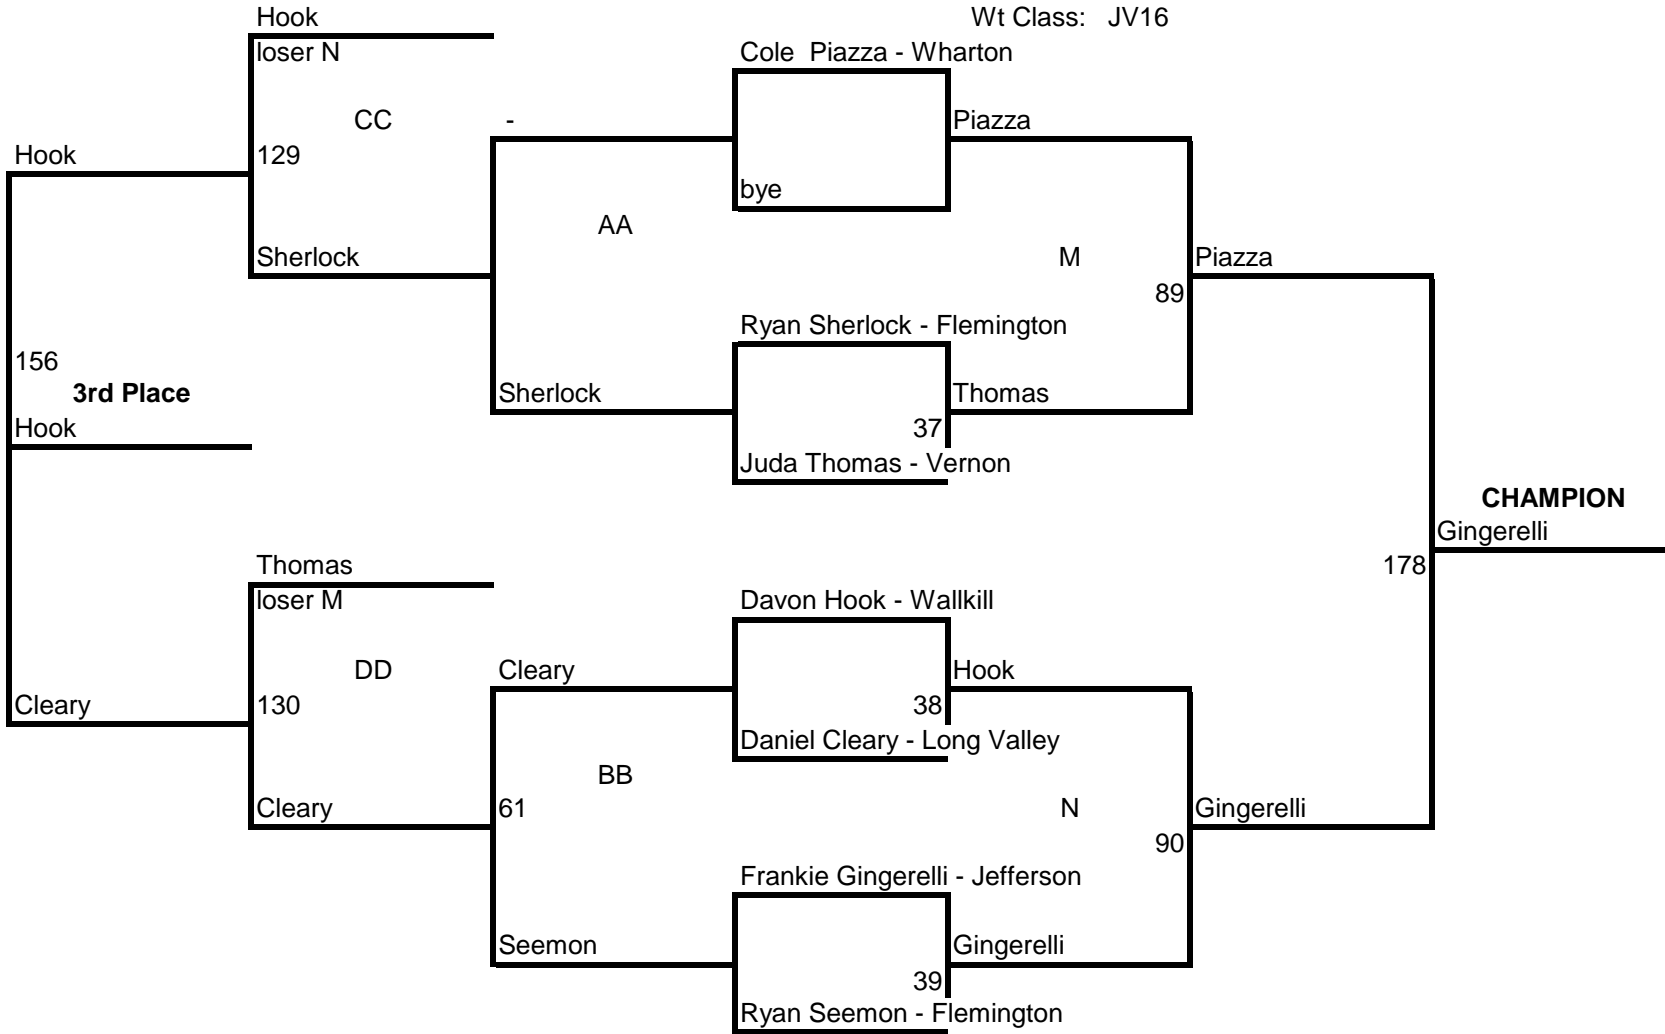 Hook
Wt Class: JV16
loser N
Cole Piazza - Wharton
CC
-
Piazza
Hook
129
bye
AA
Sherlock
M
Piazza
89
Ryan Sherlock - Flemington
156
3rd Place
Sherlock
Thomas
Hook
37
Juda Thomas - Vernon
CHAMPION
Gingerelli
Thomas
178
loser M
Davon Hook - Wallkill
DD
Cleary
Hook
Cleary
130
38
Daniel Cleary - Long Valley
BB
Cleary
61
N
Gingerelli
90
Frankie Gingerelli - Jefferson
Seemon
Gingerelli
39
Ryan Seemon - Flemington